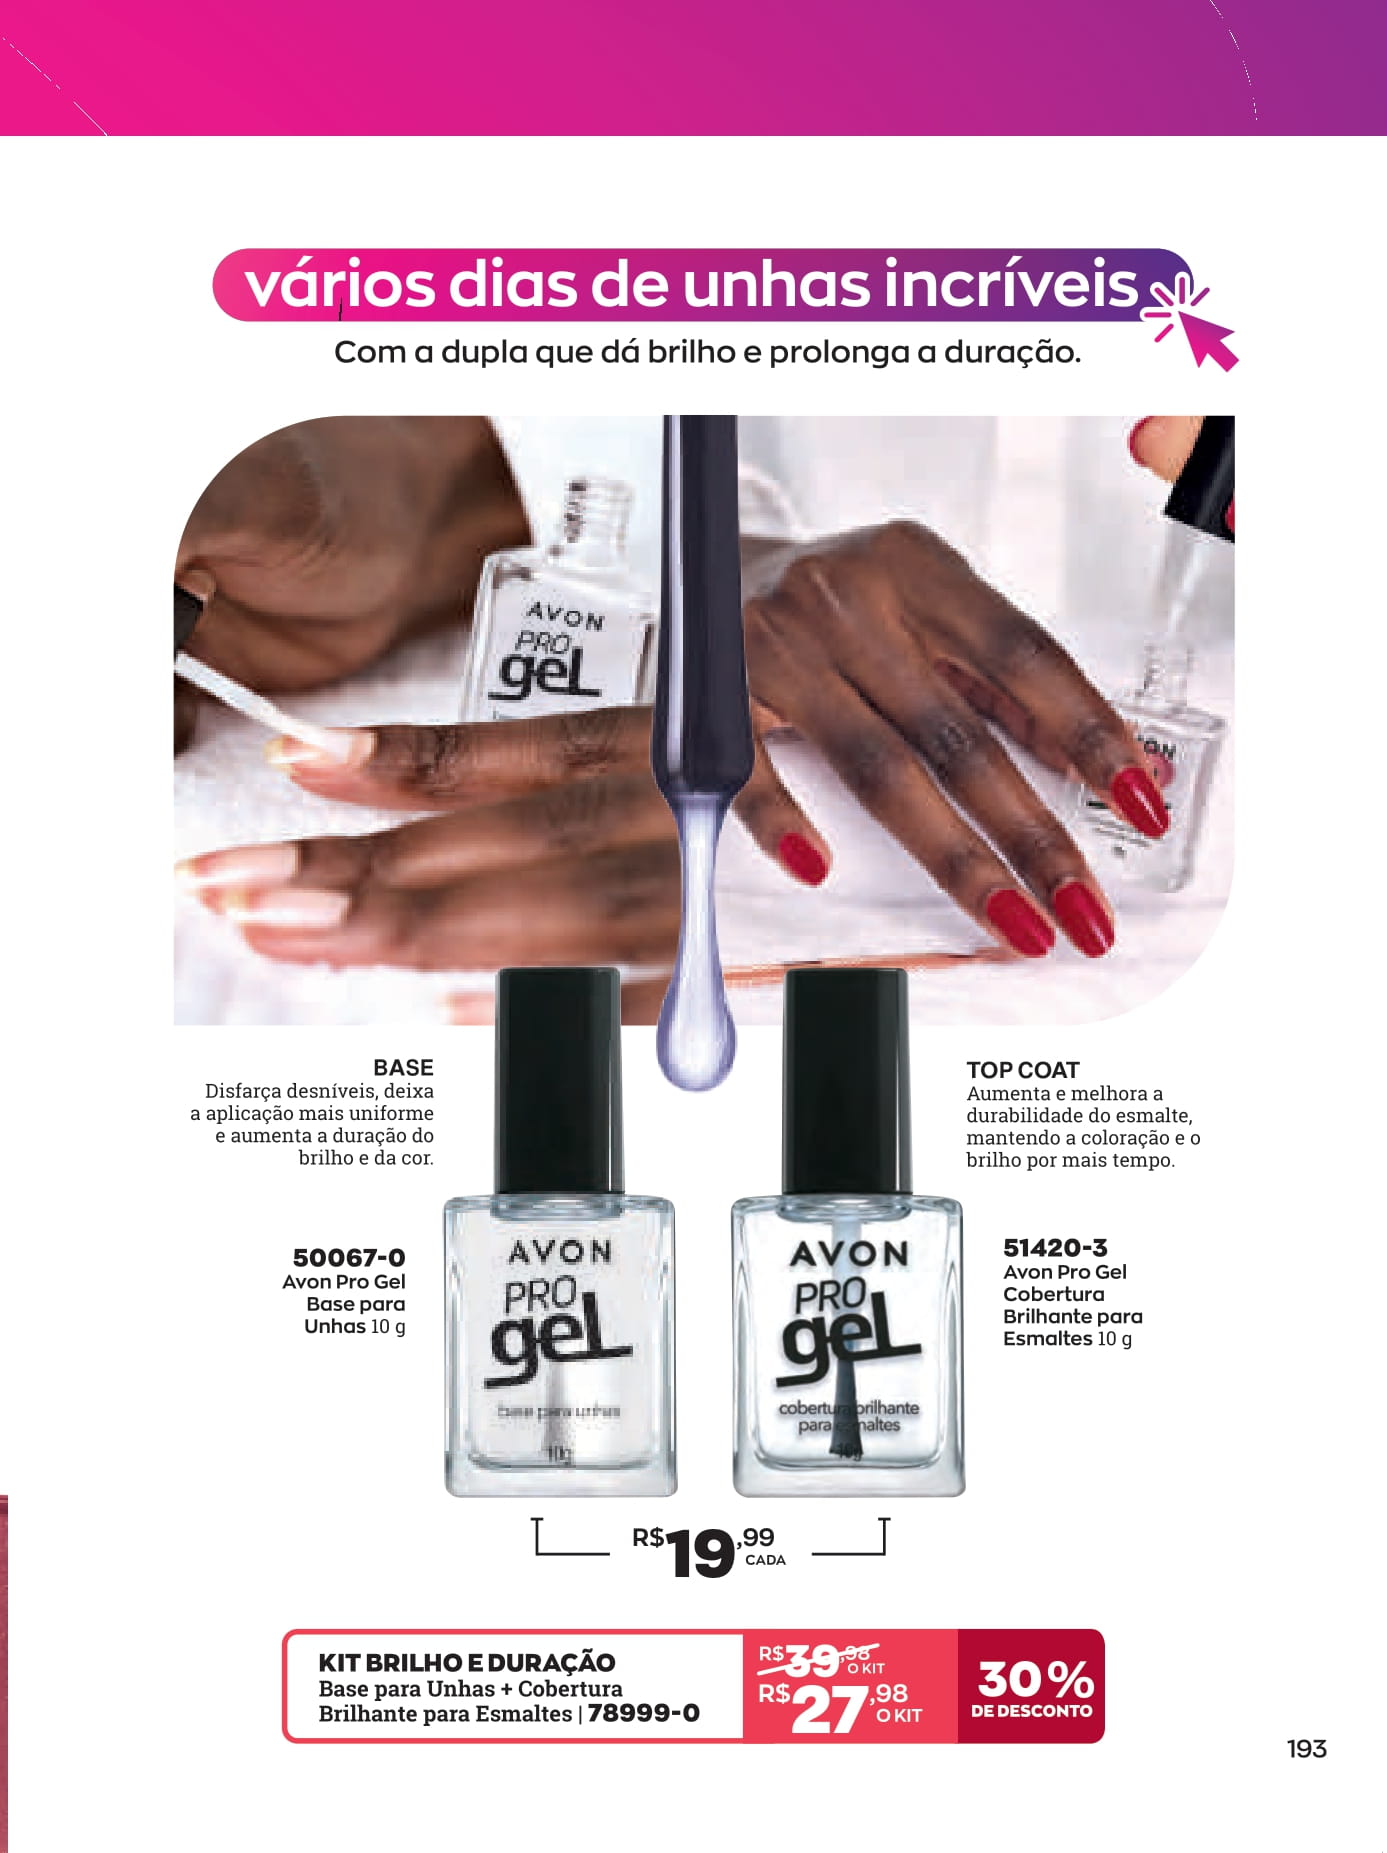 vários dias de unhas incríveis
Com a dupla que dá brilho e prolonga a duração.
AVON
PRO
gel
BASE
Disfarça desníveis, deixa
a aplicação mais uniforme
e aumenta a duração do
brilho e da cor.
TOP COAT
Aumenta e melhora a
durabilidade do esmalte,
mantendo a coloração e o
brilho por mais tempo.
50067-0
Avon Pro Gel
Base para
Unhas 10 g
AVON
PRO
gel
base para unhas
10g
AVON
PRO
gel
cobertura brilhante
para esmaltes
10g
51420-3
Avon Pro Gel
Cobertura
Brilhante para
Esmaltes 10 g
R$19,99
CADA
KIT BRILHO E DURAÇÃO
Base para Unhas + Cobertura
Brilhante para Esmaltes | 78999-0
R$39,98
O KIT
R$27,98
O KIT
30%
DE DESCONTO
193